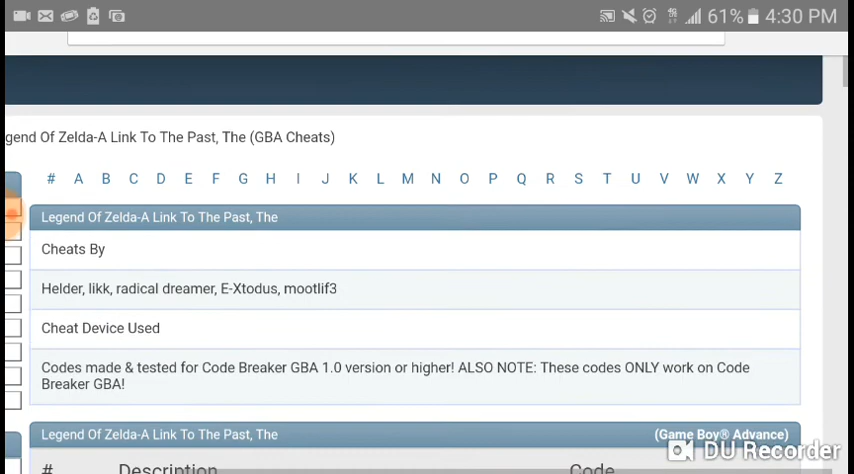 61% 4:30 PM
gend Of Zelda-A Link To The Past, The (GBA Cheats)
# A B C D E F G H I J K L M N O P Q R S T U V W X Y Z
Legend Of Zelda-A Link To The Past, The
Cheats By
Helder, likk, radical dreamer, E-Xtodus, mootlif3
Cheat Device Used
Codes made & tested for Code Breaker GBA 1.0 version or higher! ALSO NOTE: These codes ONLY work on Code
Breaker GBA!
Legend Of Zelda-A Link To The Past, The (Game Boy® Advance)
DU Recorder
# Description Code